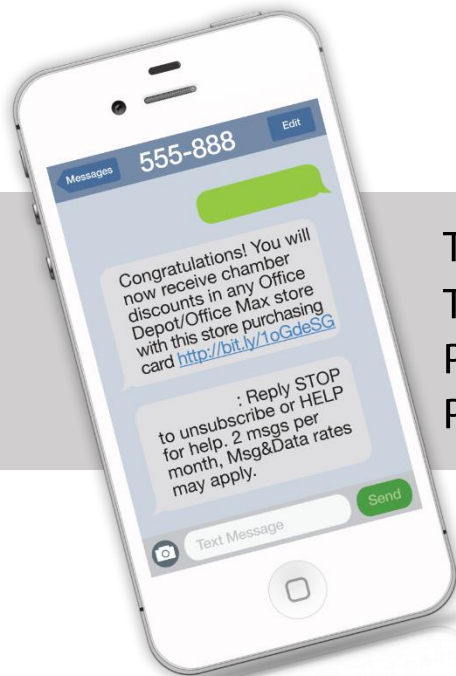 Messages
555-888
Edit
Congratulations! You will
now receive chamber
discounts in any Office
Depot/Office Max store
with this store purchasing
card http://bit.ly/1oGdeSG
: Reply STOP
to unsubscribe or HELP
for help. 2 msgs per
month, Msg&Data rates
may apply.
Text Message
Send
T
T
P
P